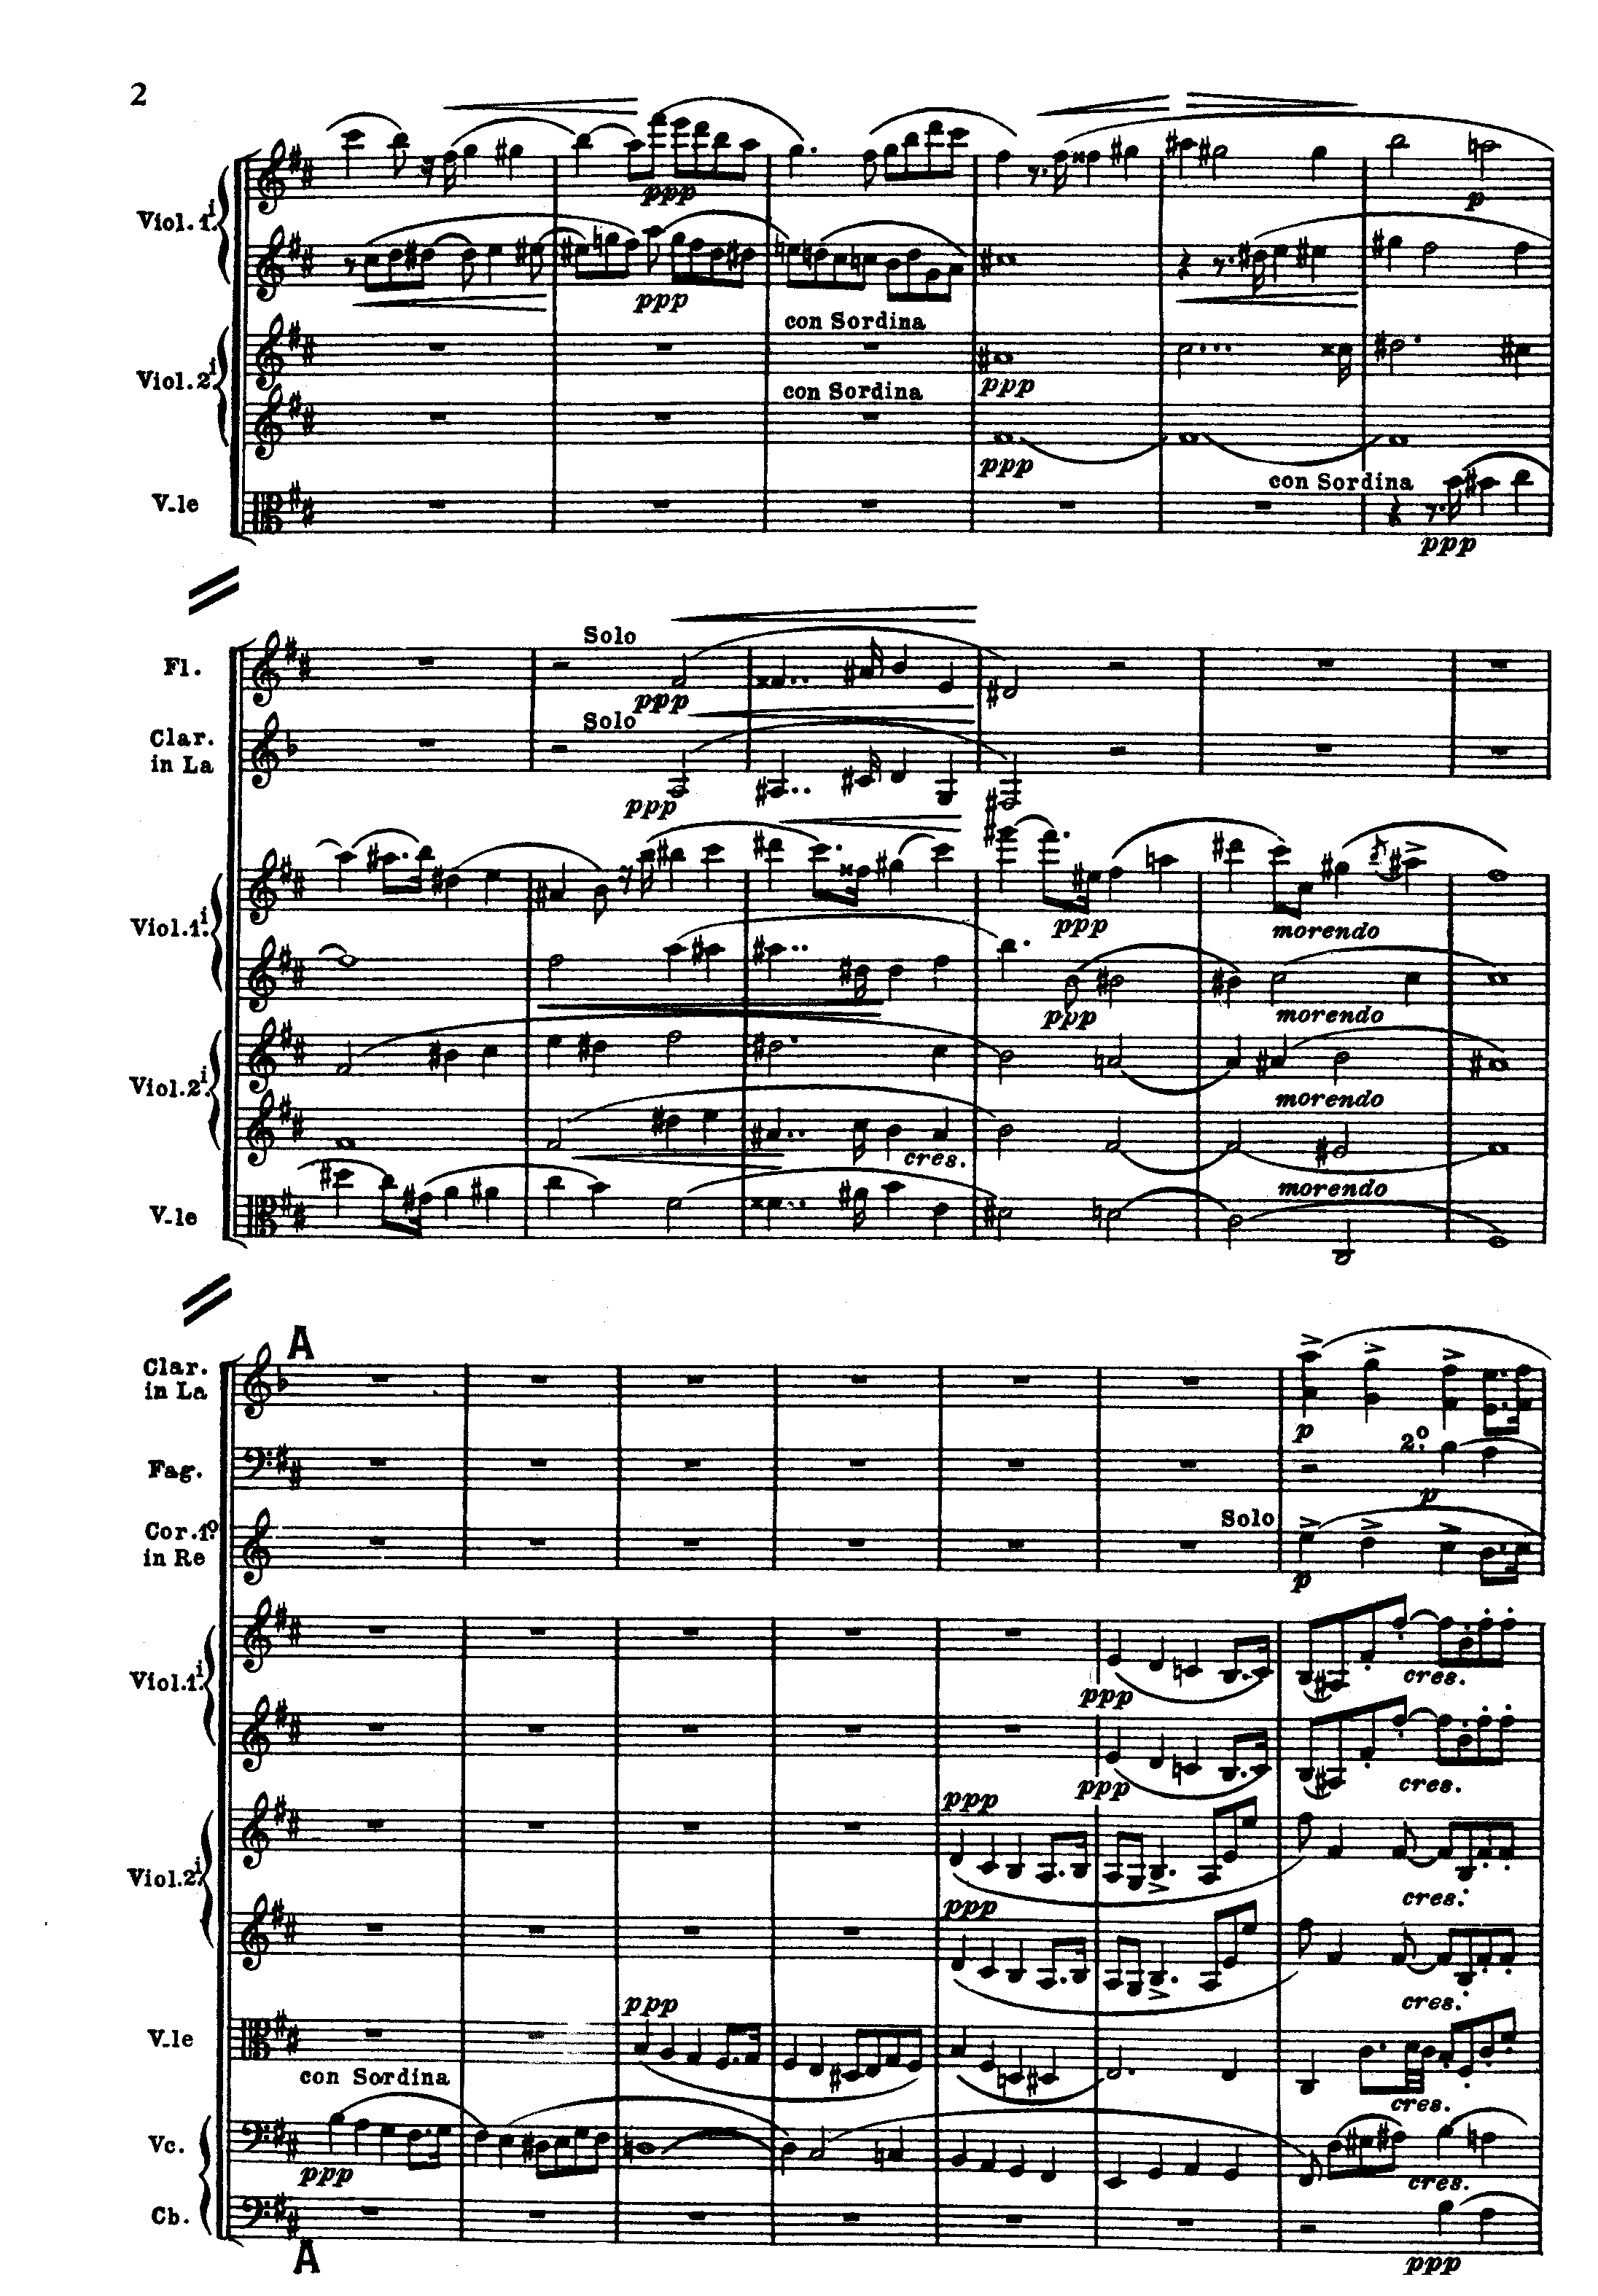 2
Viol. 1.i
ppp
p
ppp
con Sordina
Viol. 2.i
ppp
con Sordina
ppp
con Sordina
V-le
ppp
Solo
Fl.
ppp
Solo
Clar.
in La
ppp
Viol. 1.i
ppp
morendo
ppp
morendo
Viol. 2.i
morendo
cres.
morendo
V-le
A
Clar.
in La
p
2.o
Fag.
p
Solo
Cor. 1.o
in Re
p
Viol. 1.i
cres.
ppp
cres.
ppp
ppp
Viol. 2.i
cres.
ppp
cres.
ppp
V-le
con Sordina
cres.
Vc.
ppp
cres.
Cb.
ppp
A